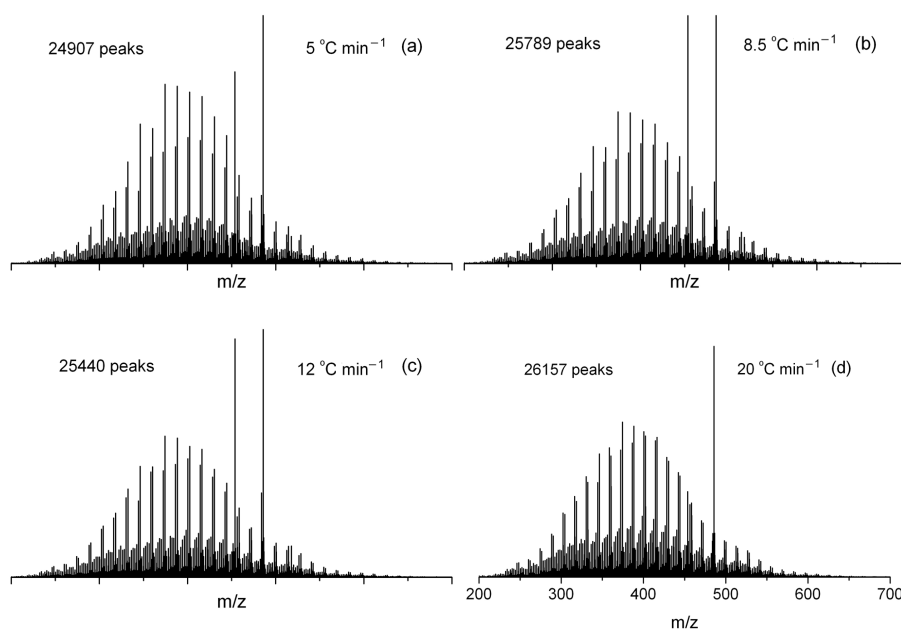 24907 peaks 5 °C min⁻¹ (a)
m/z
25789 peaks 8.5 °C min⁻¹ (b)
m/z
25440 peaks 12 °C min⁻¹ (c)
m/z
26157 peaks 20 °C min⁻¹ (d)
200 300 400 500 600 700
m/z